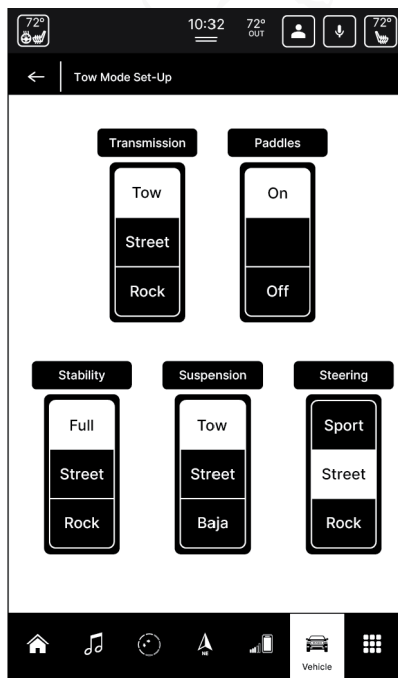 72°
10:32
72°
OUT
72°
Tow Mode Set-Up
Transmission
Paddles
Tow
Street
Rock
On
Off
Stability
Suspension
Steering
Full
Street
Rock
Tow
Street
Baja
Sport
Street
Rock
NE
Vehicle